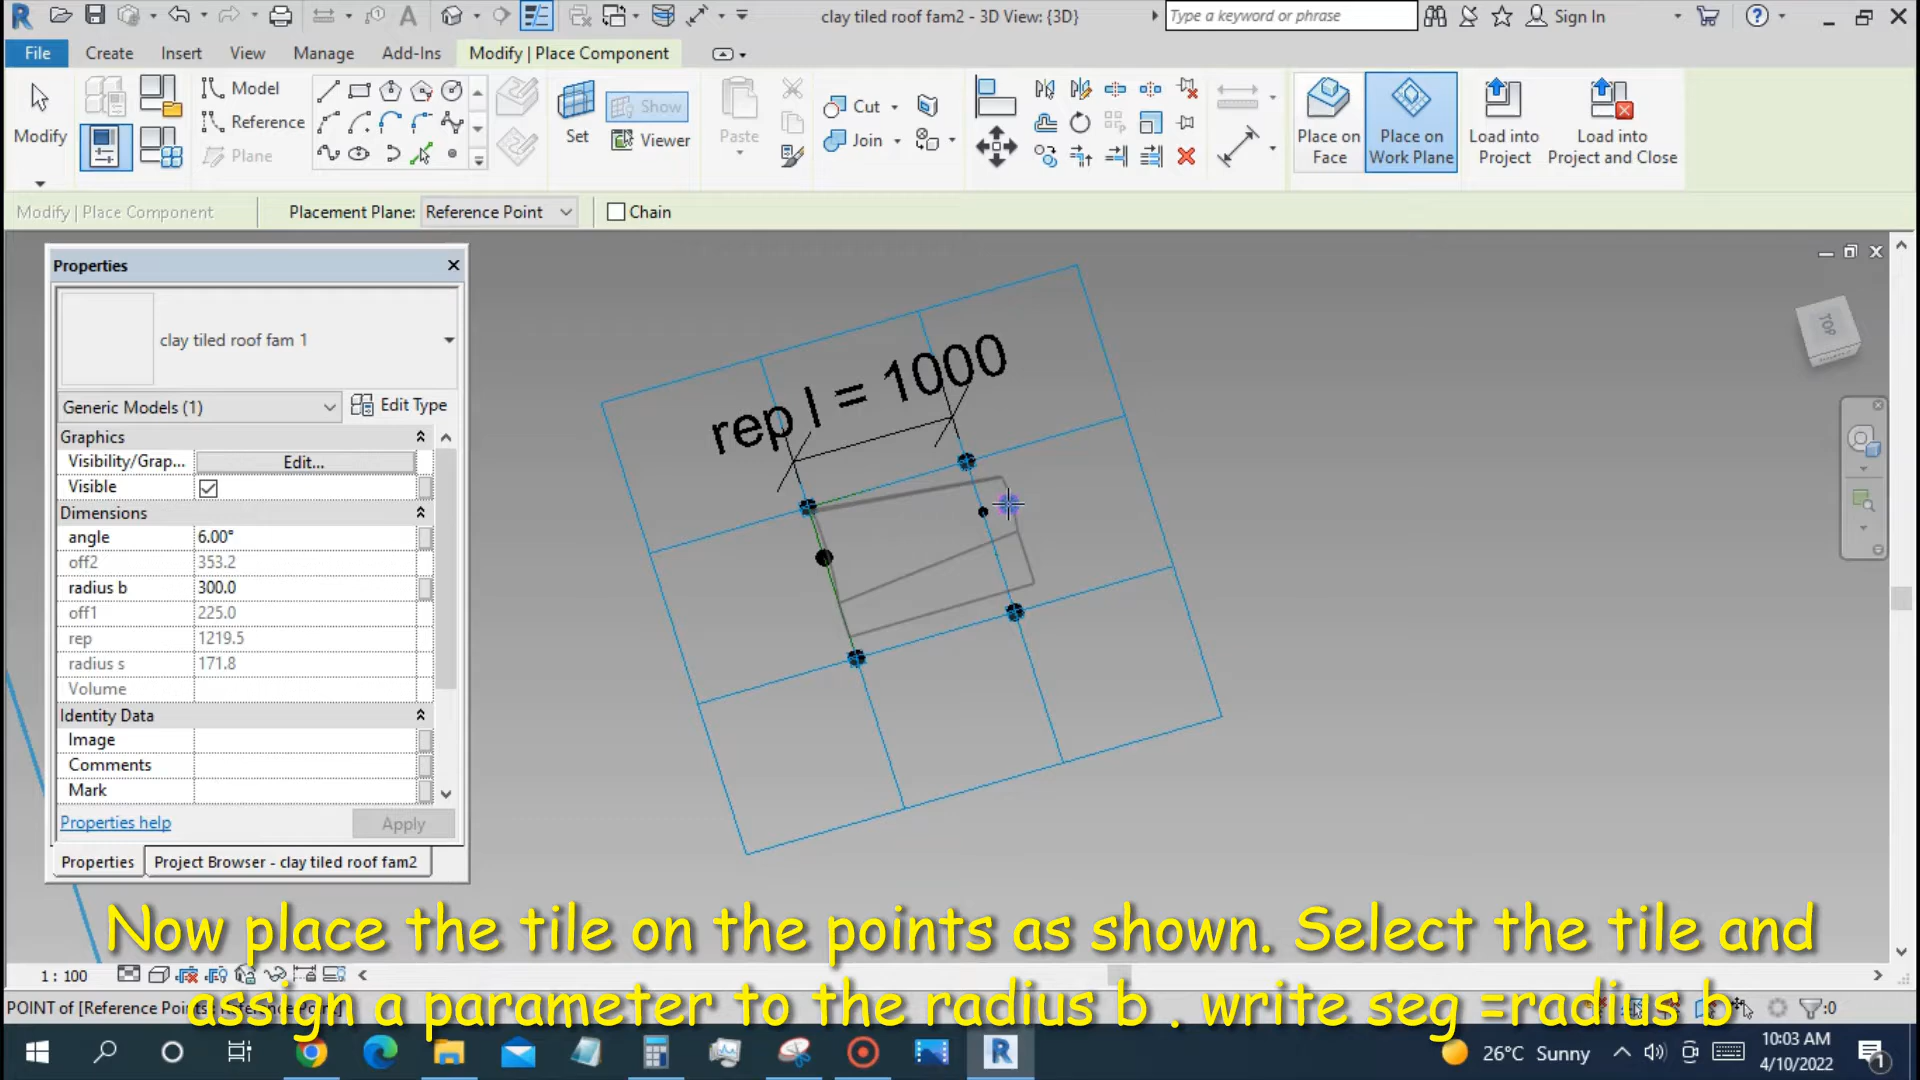 clay tiled roof fam2 - 3D View: {3D}
Type a keyword or phrase
Sign In
File Create Insert View Manage Add-Ins Modify | Place Component
Modify
Model
Reference
Plane
Set
Show
Viewer
Paste
Cut
Join
Place on Face
Place on Work Plane
Load into Project
Load into Project and Close
Modify | Place Component
Placement Plane: Reference Point
Chain
Properties
clay tiled roof fam 1
Generic Models (1) Edit Type
Graphics
Visibility/Grap... Edit...
Visible
Dimensions
angle 6.00°
off2 353.2
radius b 300.0
off1 225.0
rep 1219.5
radius s 171.8
Volume
Identity Data
Image
Comments
Mark
Properties help Apply
Properties Project Browser - clay tiled roof fam2
rep l = 1000
TOP
Now place the tile on the points as shown. Select the tile and
assign a parameter to the radius b . write seg =radius b
1 : 100
POINT of [Reference Points
:0
26°C Sunny
10:03 AM
4/10/2022
1